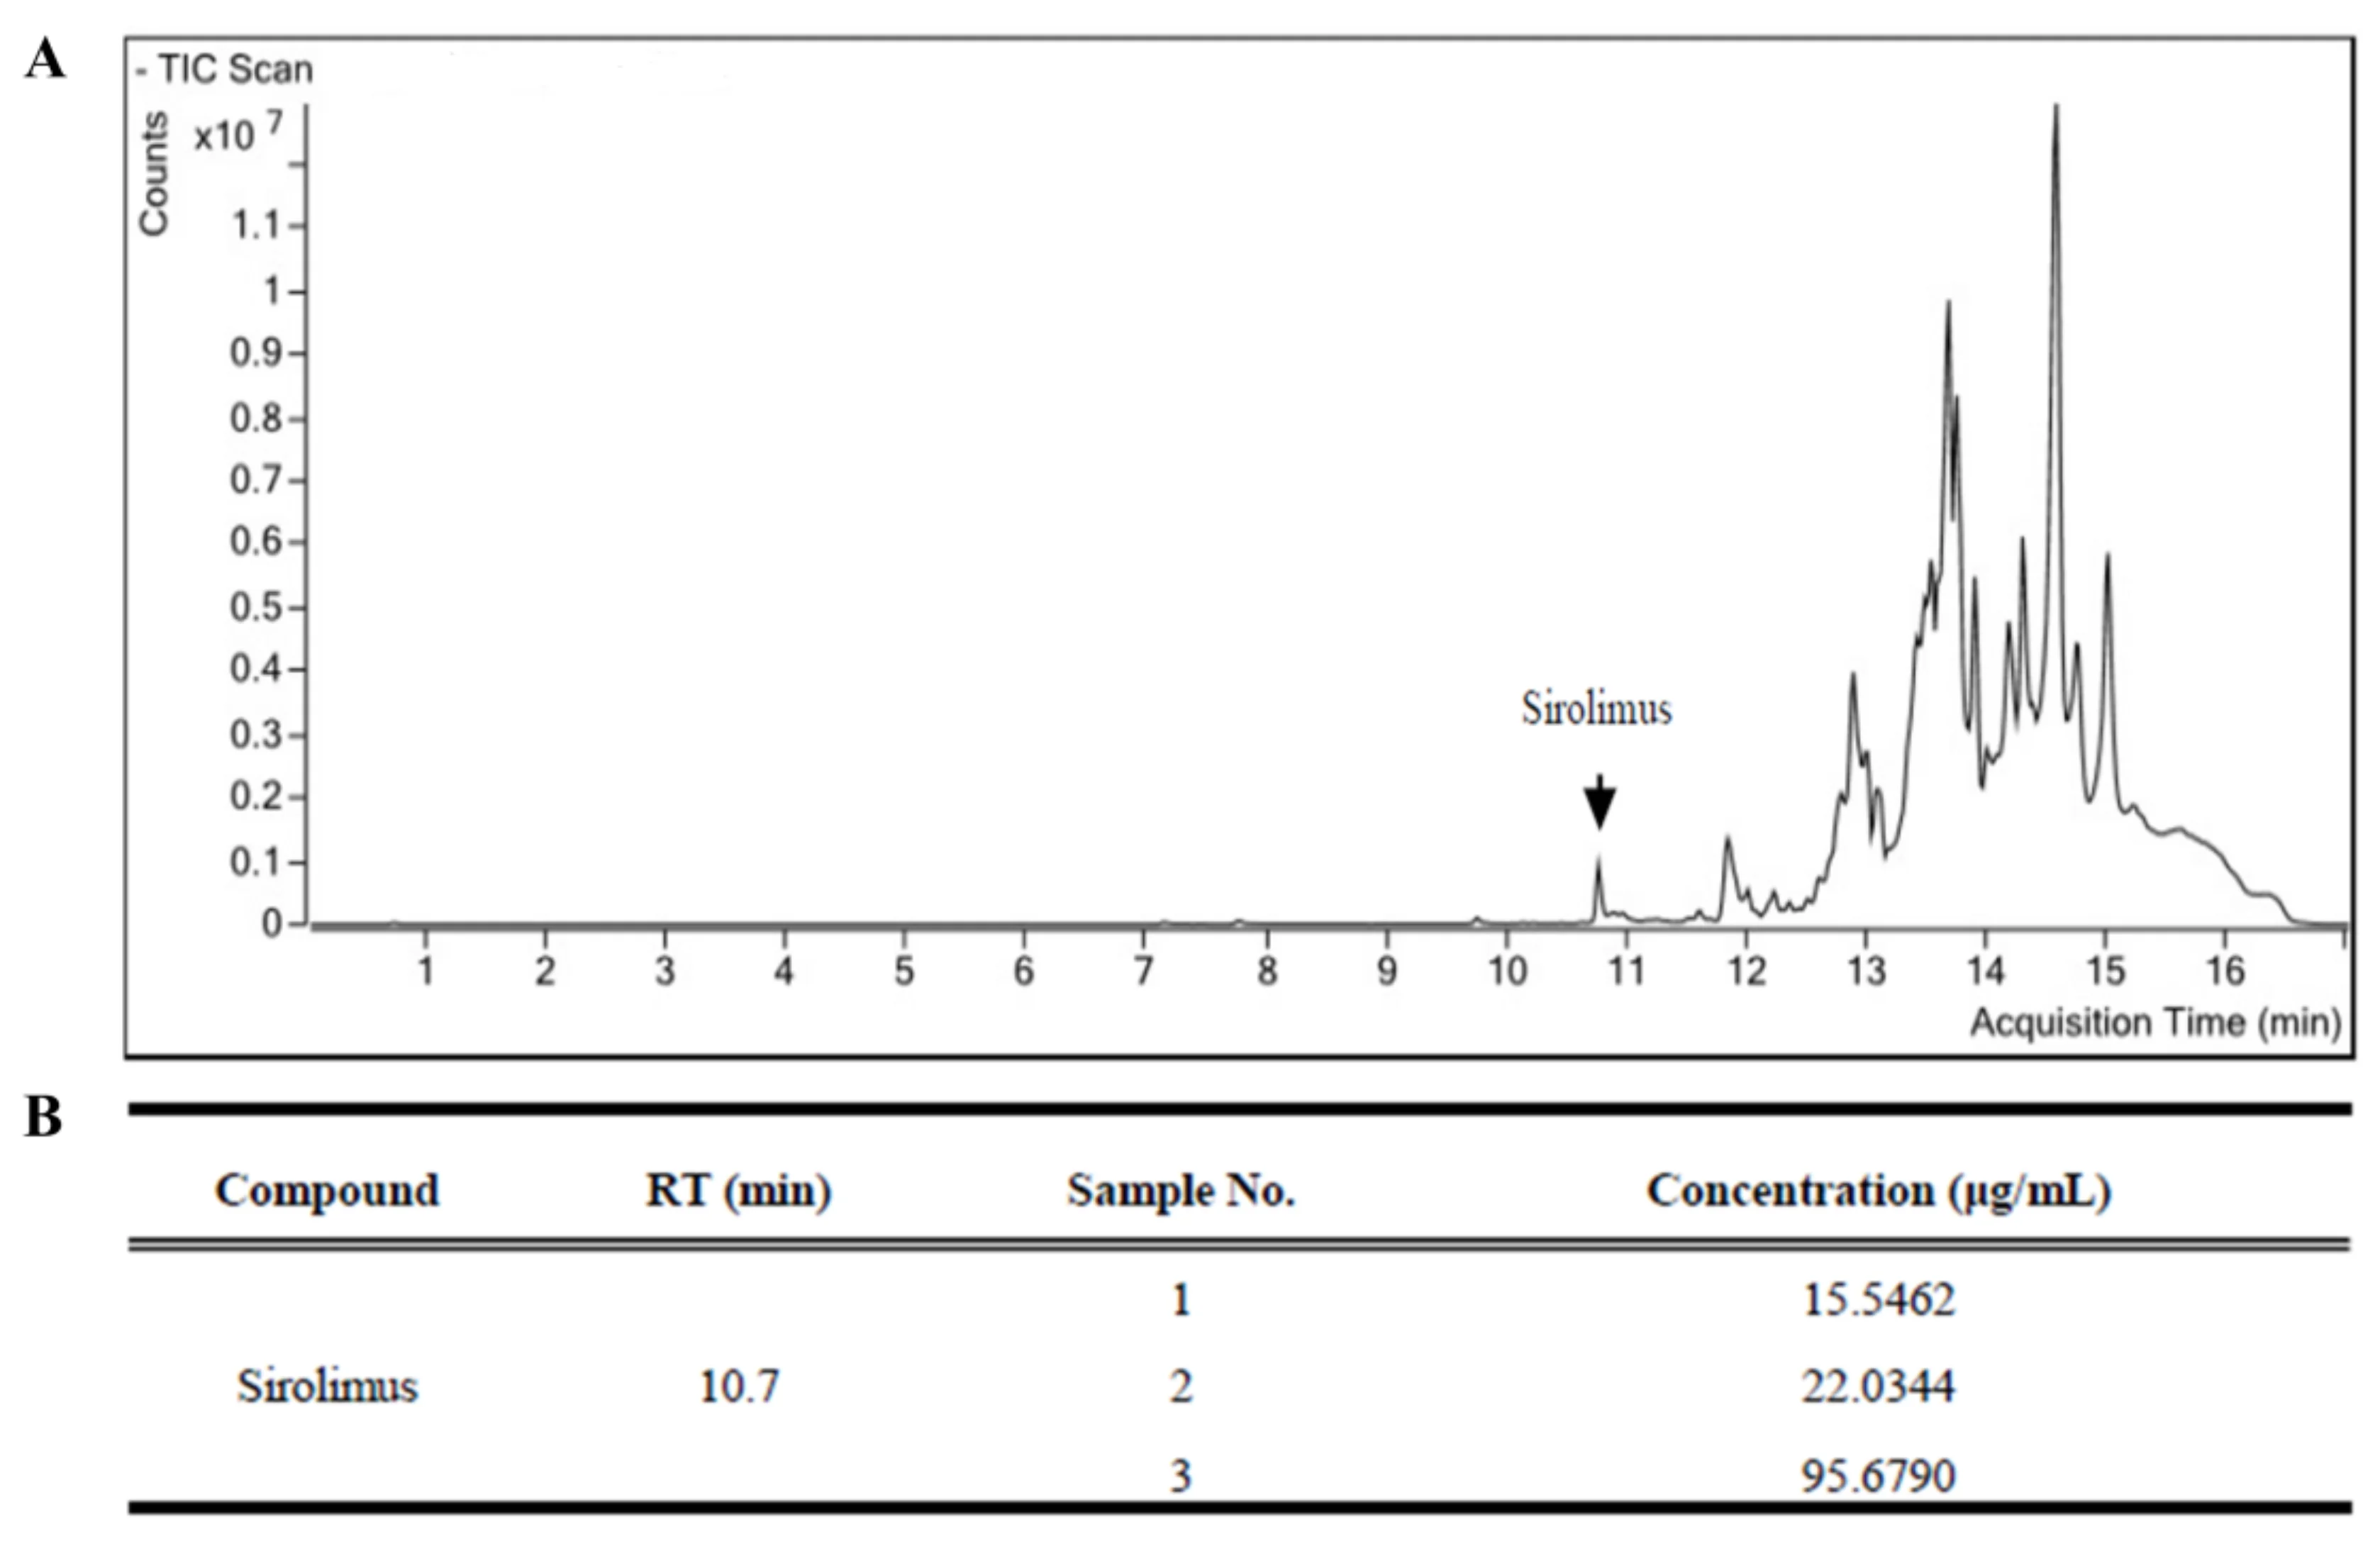 A
- TIC Scan
Counts
x10 7
1.1
1
0.9
0.8
0.7
0.6
0.5
0.4
0.3
0.2
0.1
0
Sirolimus
1 2 3 4 5 6 7 8 9 10 11 12 13 14 15 16
Acquisition Time (min)
B
Compound RT (min) Sample No. Concentration (μg/mL)
1 15.5462
Sirolimus 10.7 2 22.0344
3 95.6790